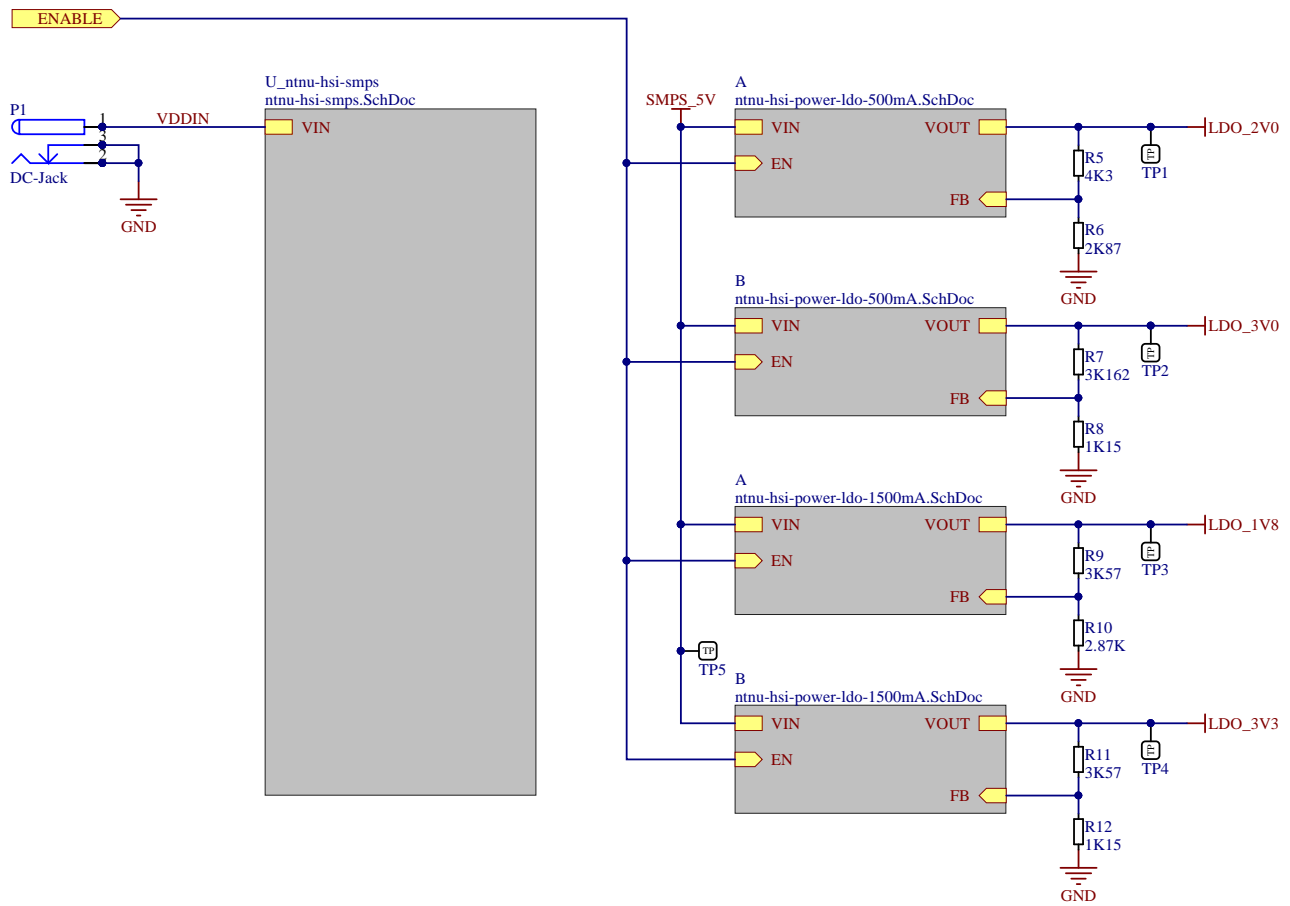 ENABLE
P1
1
3
2
DC-Jack
VDDIN
GND
U_ntnu-hsi-smps
ntnu-hsi-smps.SchDoc
VIN
SMPS_5V
A
ntnu-hsi-power-ldo-500mA.SchDoc
VIN
VOUT
EN
FB
R5
4K3
R6
2K87
GND
TP
TP1
LDO_2V0
B
ntnu-hsi-power-ldo-500mA.SchDoc
VIN
VOUT
EN
FB
R7
3K162
R8
1K15
GND
TP
TP2
LDO_3V0
A
ntnu-hsi-power-ldo-1500mA.SchDoc
VIN
VOUT
EN
FB
R9
3K57
R10
2.87K
GND
TP
TP3
LDO_1V8
TP
TP5
B
ntnu-hsi-power-ldo-1500mA.SchDoc
VIN
VOUT
EN
FB
R11
3K57
R12
1K15
GND
TP
TP4
LDO_3V3